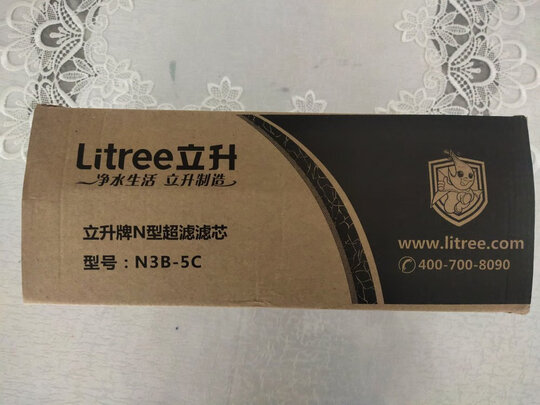 Litree立升
净水生活 立升制造
立升牌N型超滤滤芯
型号：N3B-5C
www.litree.com
400-700-8090